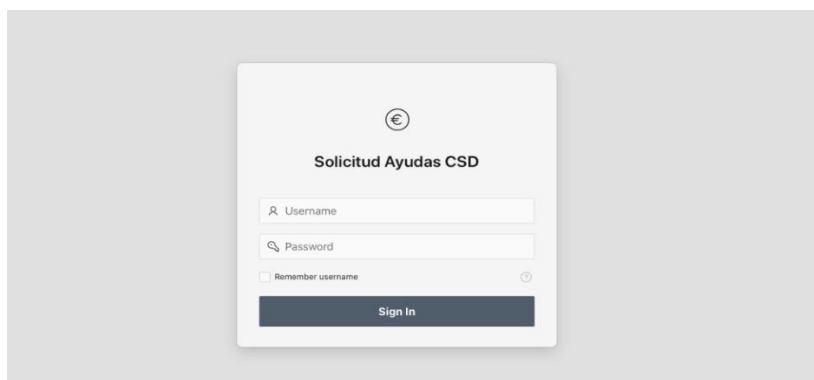 €
Solicitud Ayudas CSD
Username
Password
Remember username
?
Sign In